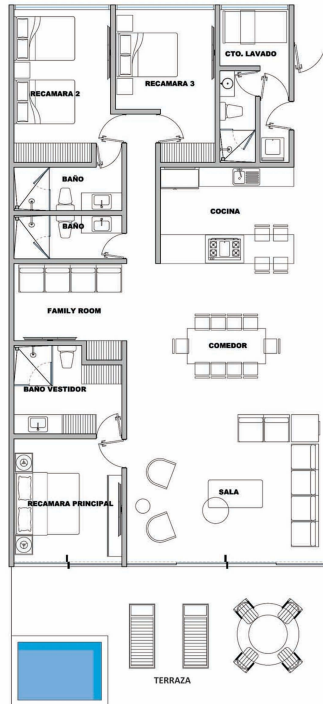 CTO. LAVADO
RECAMARA 3
RECAMARA 2
BAÑO
COCINA
BAÑO
FAMILY ROOM
COMEDOR
BAÑO VESTIDOR
SALA
RECAMARA PRINCIPAL
TERRAZA